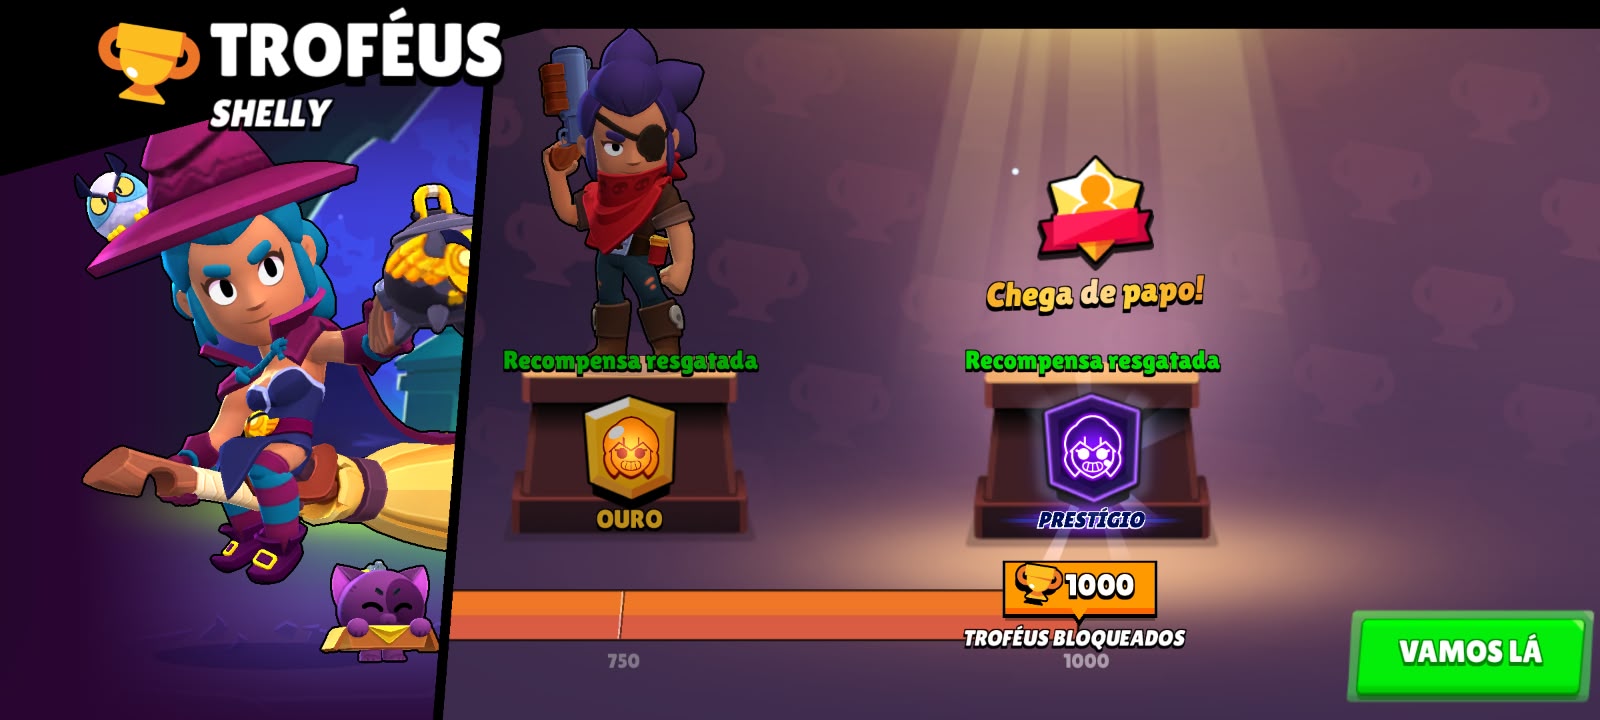 TROFÉUS
SHELLY
Chega de papo!
Recompensa resgatada
Recompensa resgatada
OURO
PRESTÍGIO
1000
TROFÉUS BLOQUEADOS
750
1000
VAMOS LÁ